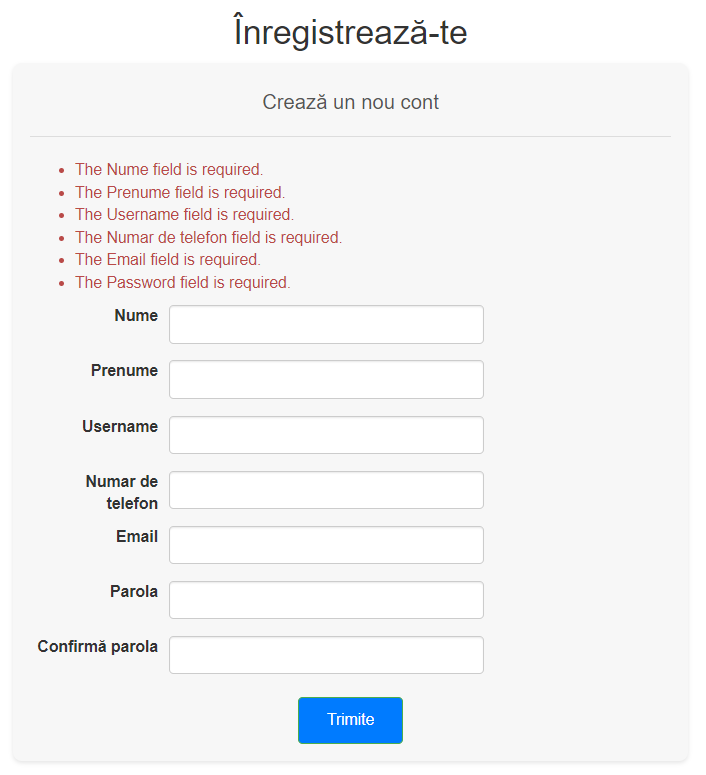 Înregistrează-te
Crează un nou cont
The Nume field is required.
The Prenume field is required.
The Username field is required.
The Numar de telefon field is required.
The Email field is required.
The Password field is required.
Nume
Prenume
Username
Numar de
telefon
Email
Parola
Confirmă parola
Trimite